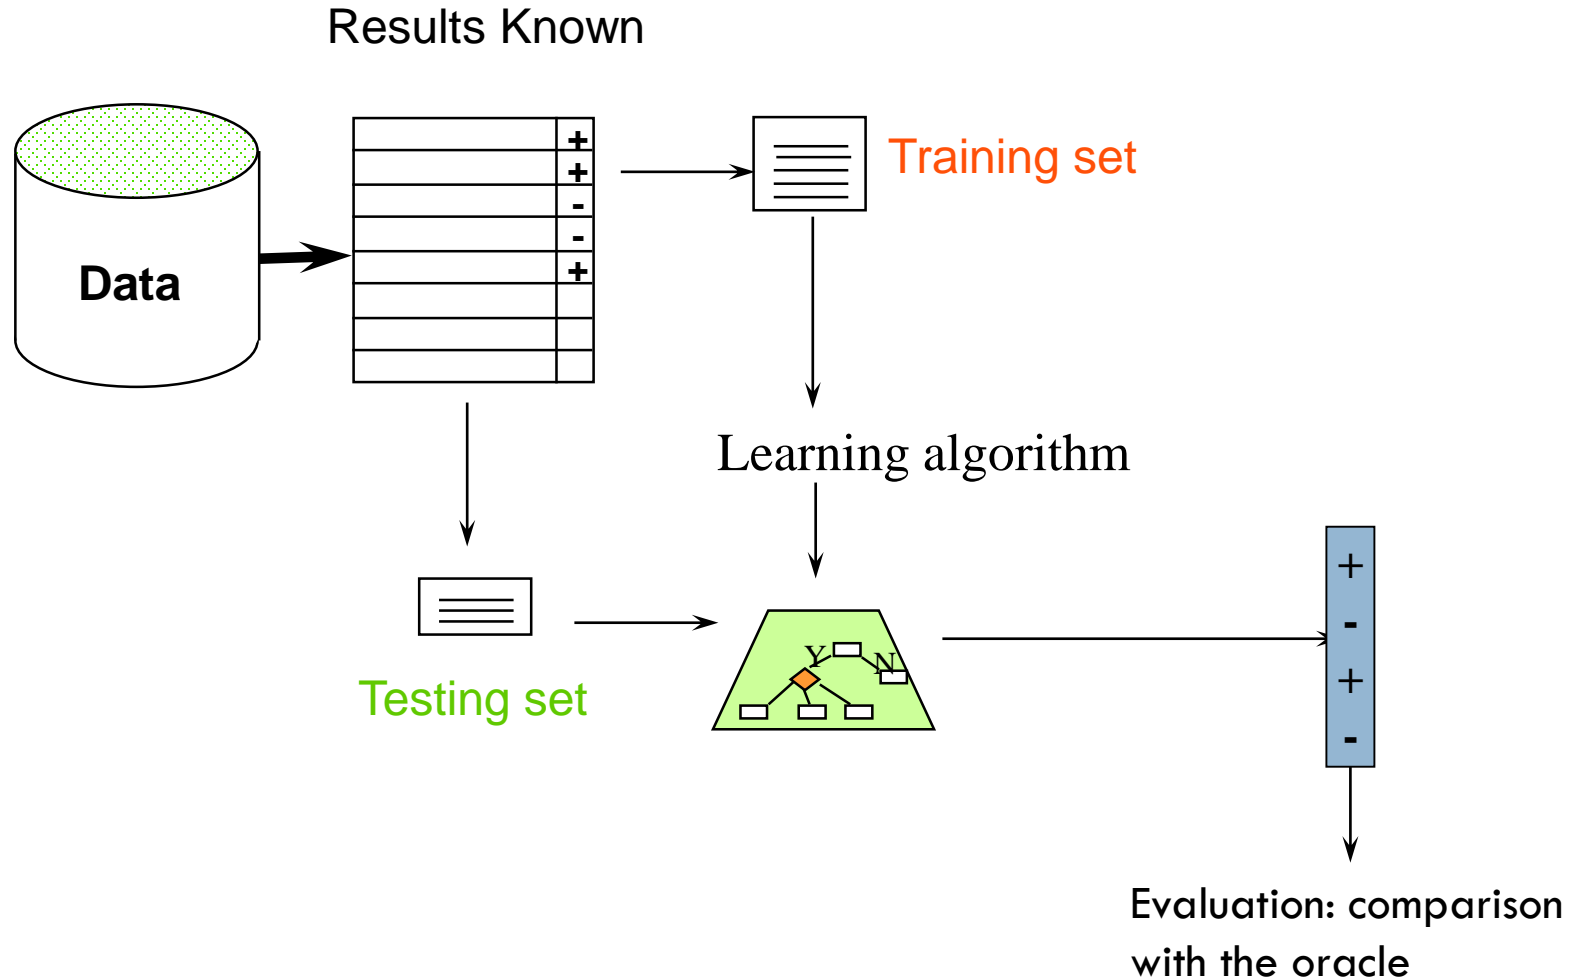 Results Known
+
+
-
-
+
Data
Training set
Learning algorithm
Testing set
Y
N
+
-
+
-
Evaluation: comparison
with the oracle